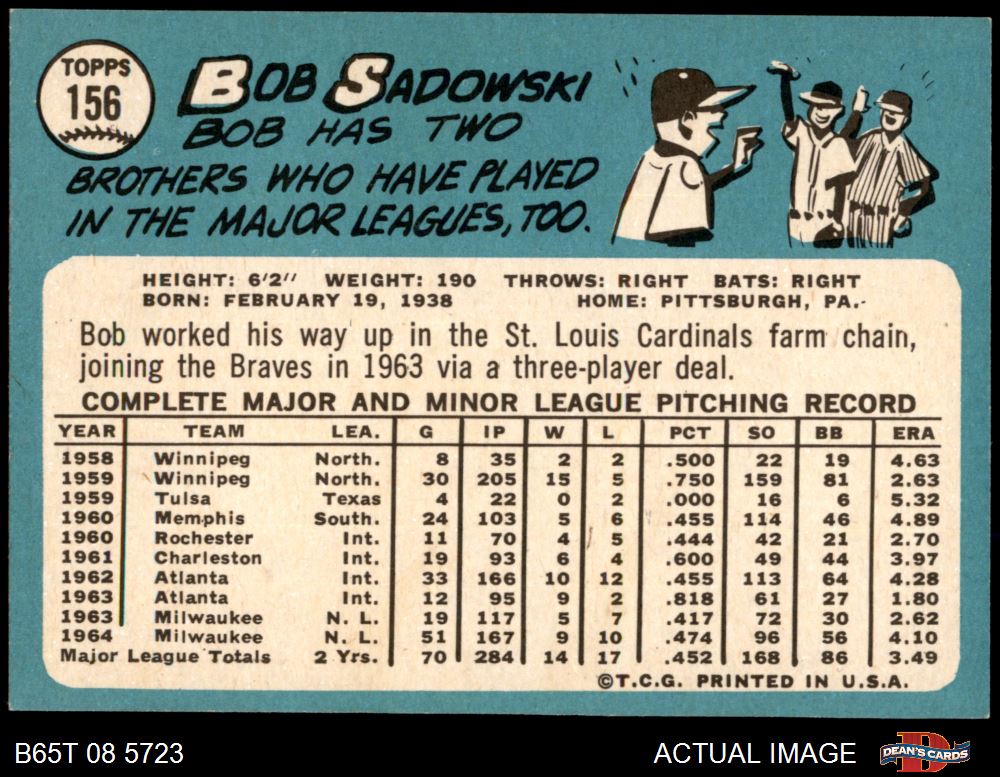 TOPPS
156
BOB SADOWSKI
BOB HAS TWO
BROTHERS WHO HAVE PLAYED
IN THE MAJOR LEAGUES, TOO.
HEIGHT: 6'2" WEIGHT: 190 THROWS: RIGHT BATS: RIGHT
BORN: FEBRUARY 19, 1938 HOME: PITTSBURGH, PA.
Bob worked his way up in the St. Louis Cardinals farm chain,
joining the Braves in 1963 via a three-player deal.
COMPLETE MAJOR AND MINOR LEAGUE PITCHING RECORD
YEAR TEAM LEA. G IP W L PCT SO BB ERA
1958 Winnipeg North. 8 35 2 2 .500 22 19 4.63
1959 Winnipeg North. 30 205 15 5 .750 159 81 2.63
1959 Tulsa Texas 4 22 0 2 .000 16 6 5.32
1960 Memphis South. 24 103 5 6 .455 114 46 4.89
1960 Rochester Int. 11 70 4 5 .444 42 21 2.70
1961 Charleston Int. 19 93 6 4 .600 49 44 3.97
1962 Atlanta Int. 33 166 10 12 .455 113 64 4.28
1963 Atlanta Int. 12 95 9 2 .818 61 27 1.80
1963 Milwaukee N. L. 19 117 5 7 .417 72 30 2.62
1964 Milwaukee N. L. 51 167 9 10 .474 96 56 4.10
Major League Totals 2 Yrs. 70 284 14 17 .452 168 86 3.49
©T.C.G. PRINTED IN U.S.A.
B65T 08 5723 ACTUAL IMAGE DEAN'S CARDS